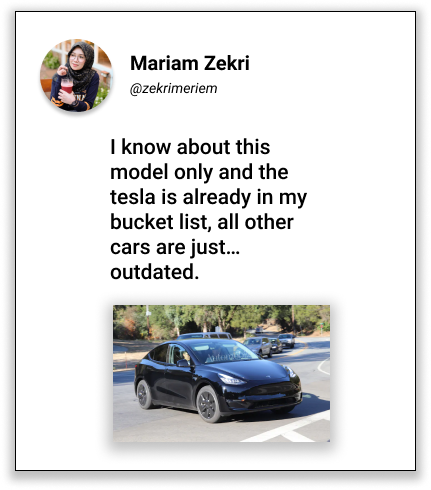 Mariam Zekri
@zekrimeriem
I know about this
model only and the
tesla is already in my
bucket list, all other
cars are just...
outdated.